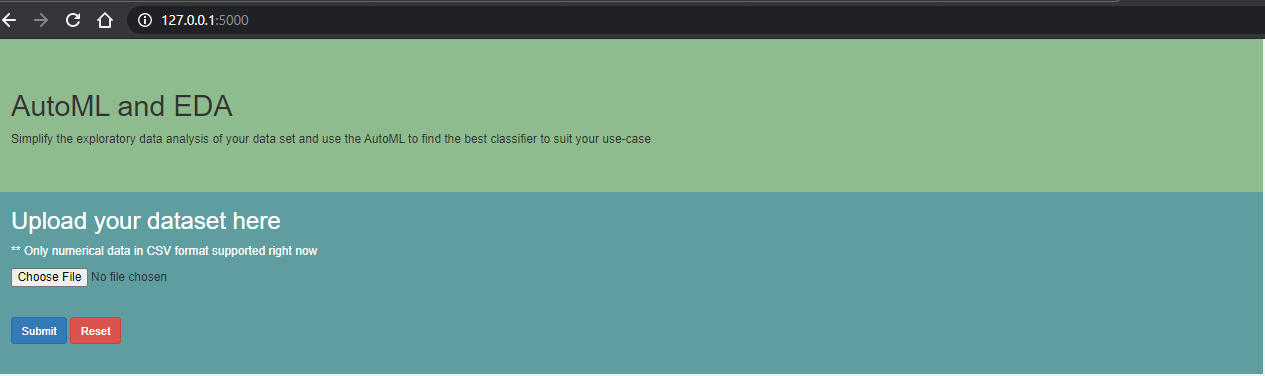 127.0.0.1:5000
AutoML and EDA
Simplify the exploratory data analysis of your data set and use the AutoML to find the best classifier to suit your use-case
Upload your dataset here
** Only numerical data in CSV format supported right now
Choose File No file chosen
Submit Reset